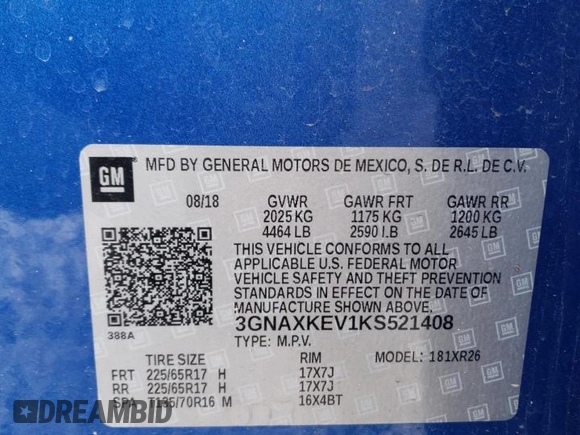 GM
MFD BY GENERAL MOTORS DE MEXICO, S. DE R.L. DE C.V.
08/18 GVWR GAWR FRT GAWR RR
2025 KG 1175 KG 1200 KG
4464 LB 2590 LB 2645 LB
THIS VEHICLE CONFORMS TO ALL
APPLICABLE U.S. FEDERAL MOTOR
VEHICLE SAFETY AND THEFT PREVENTION
STANDARDS IN EFFECT ON THE DATE OF
MANUFACTURE SHOWN ABOVE.
388A
3GNAXKEV1KS521408
TYPE: M.P.V. MODEL: 181XR26
TIRE SIZE RIM
FRT 225/65R17 H 17X7J
RR 225/65R17 H 17X7J
SPA T135/70R16 M 16X4BT
DREAMBID